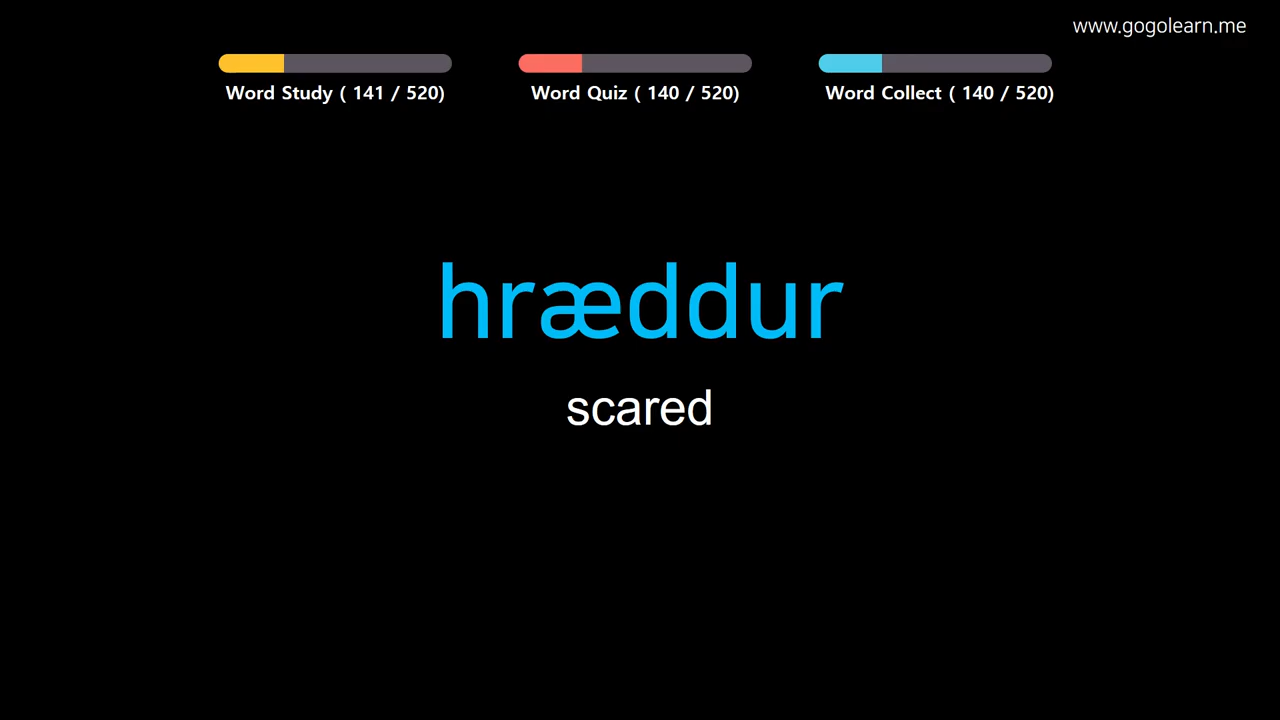 www.gogolearn.me
Word Study ( 141 / 520)
Word Quiz ( 140 / 520)
Word Collect ( 140 / 520)
hræddur
scared